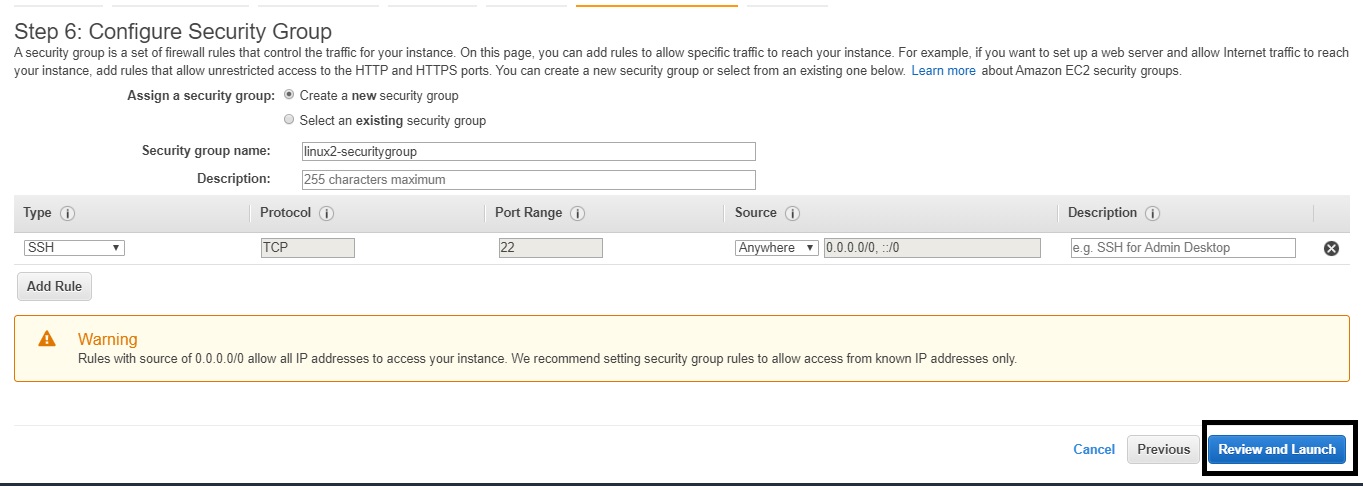 Step 6: Configure Security Group
A security group is a set of firewall rules that control the traffic for your instance. On this page, you can add rules to allow specific traffic to reach your instance. For example, if you want to set up a web server and allow Internet traffic to reach
your instance, add rules that allow unrestricted access to the HTTP and HTTPS ports. You can create a new security group or select from an existing one below. Learn more about Amazon EC2 security groups.
Assign a security group: Create a new security group
Select an existing security group
Security group name: linux2-securitygroup
Description: 255 characters maximum
Type i Protocol i Port Range i Source i Description i
SSH TCP 22 Anywhere 0.0.0.0/0, ::/0 e.g. SSH for Admin Desktop
Add Rule
Warning
Rules with source of 0.0.0.0/0 allow all IP addresses to access your instance. We recommend setting security group rules to allow access from known IP addresses only.
Cancel Previous Review and Launch